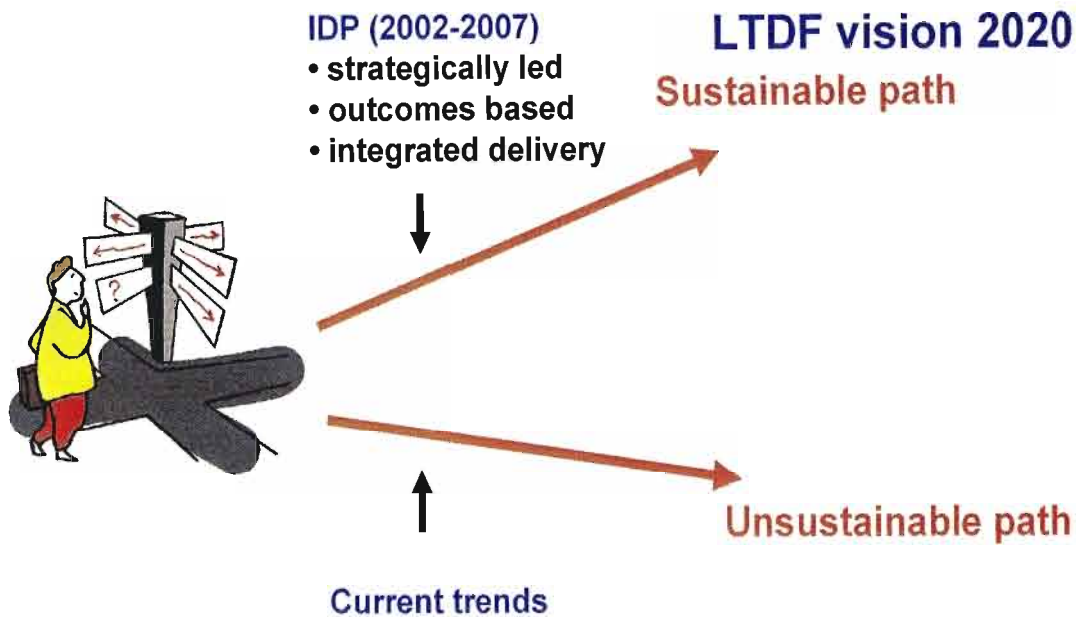 IDP (2002-2007)
• strategically led
• outcomes based
• integrated delivery
LTDF vision 2020
Sustainable path
?
Unsustainable path
Current trends